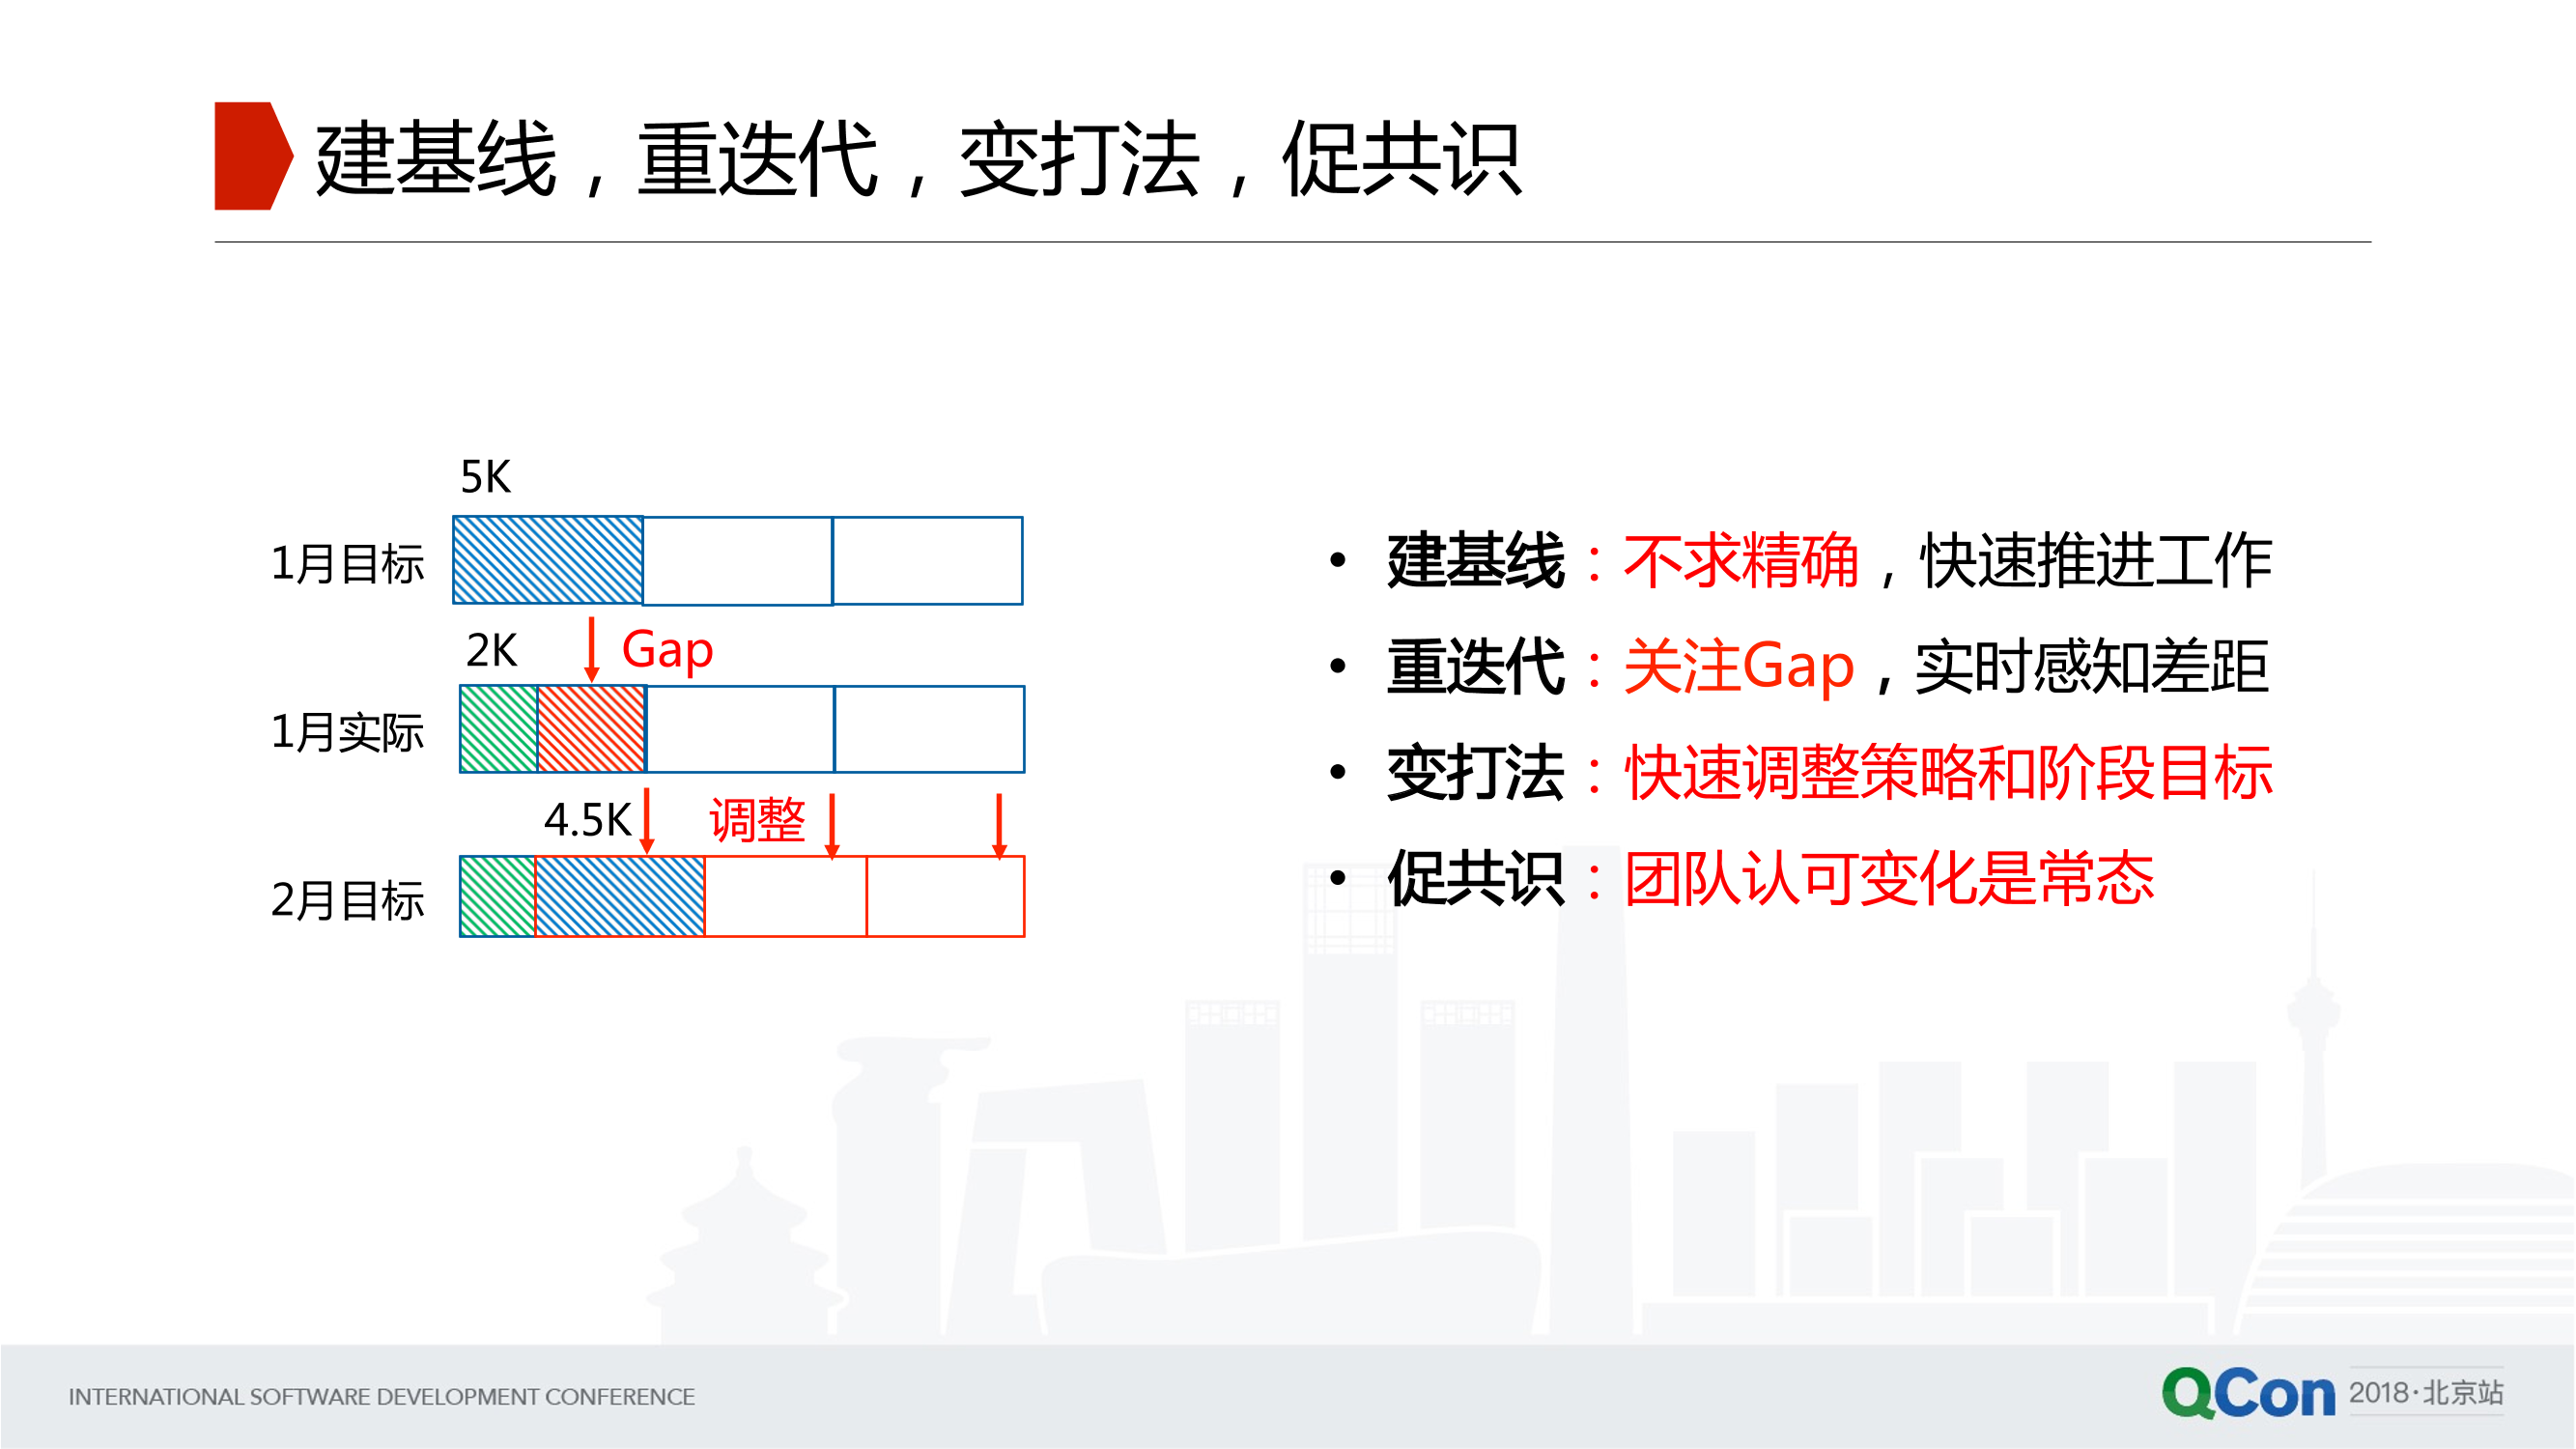 建基线，重迭代，变打法，促共识
5K
1月目标
2K
Gap
1月实际
4.5K
调整
2月目标
• 建基线：不求精确，快速推进工作
• 重迭代：关注Gap，实时感知差距
• 变打法：快速调整策略和阶段目标
• 促共识：团队认可变化是常态
INTERNATIONAL SOFTWARE DEVELOPMENT CONFERENCE
QCon 2018·北京站